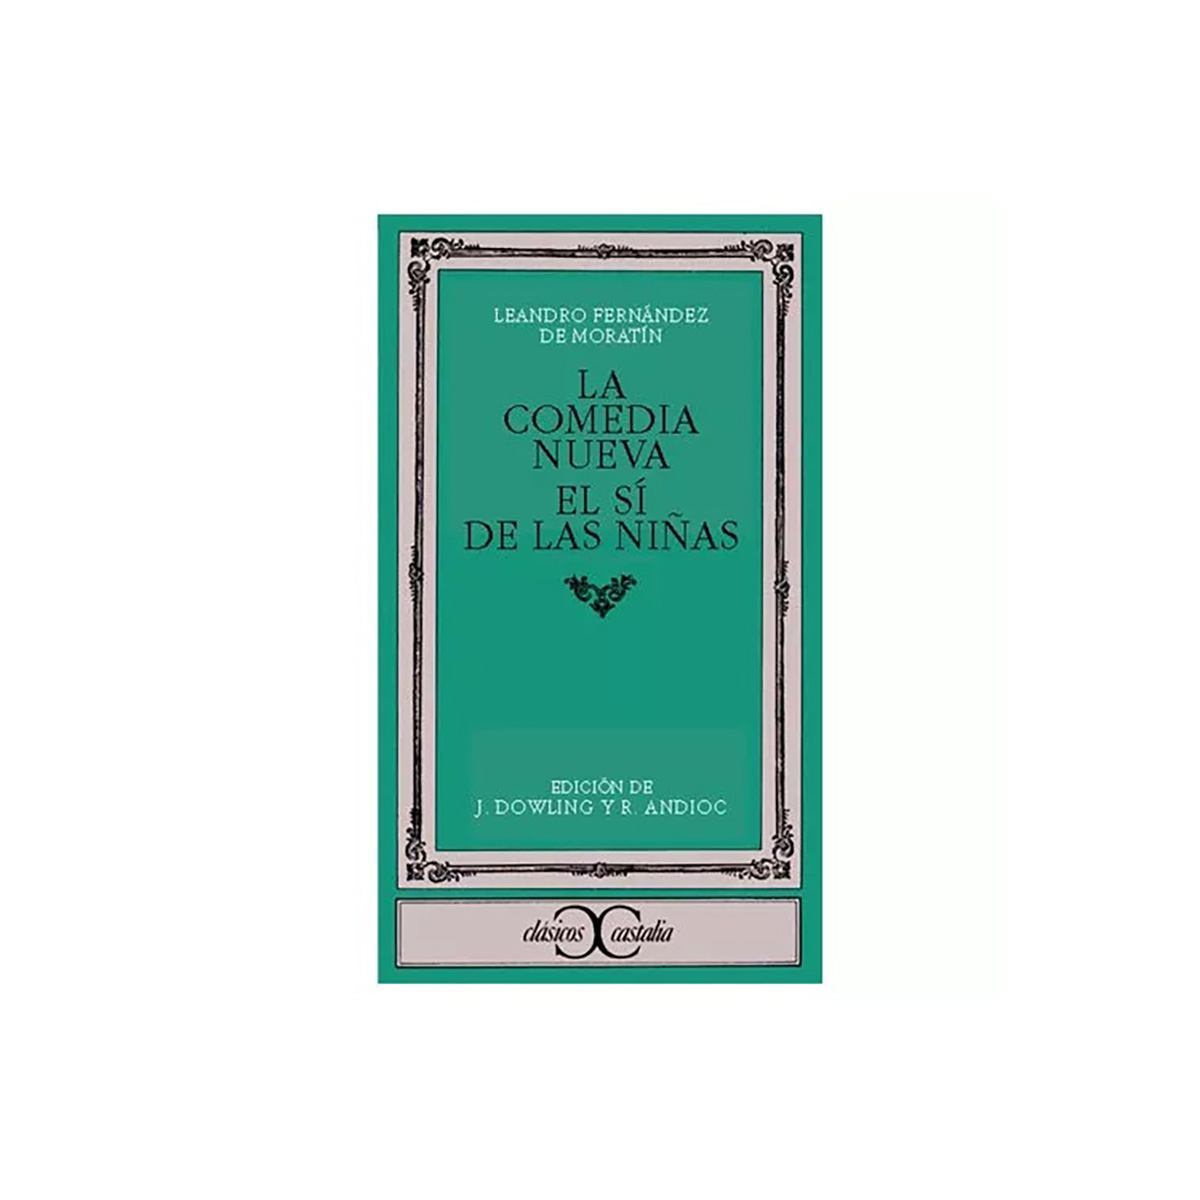 LEANDRO FERNÁNDEZ
DE MORATÍN
LA
COMEDIA
NUEVA
EL SÍ
DE LAS NIÑAS
EDICIÓN DE
J. DOWLING Y R. ANDIOC
clásicos castalia